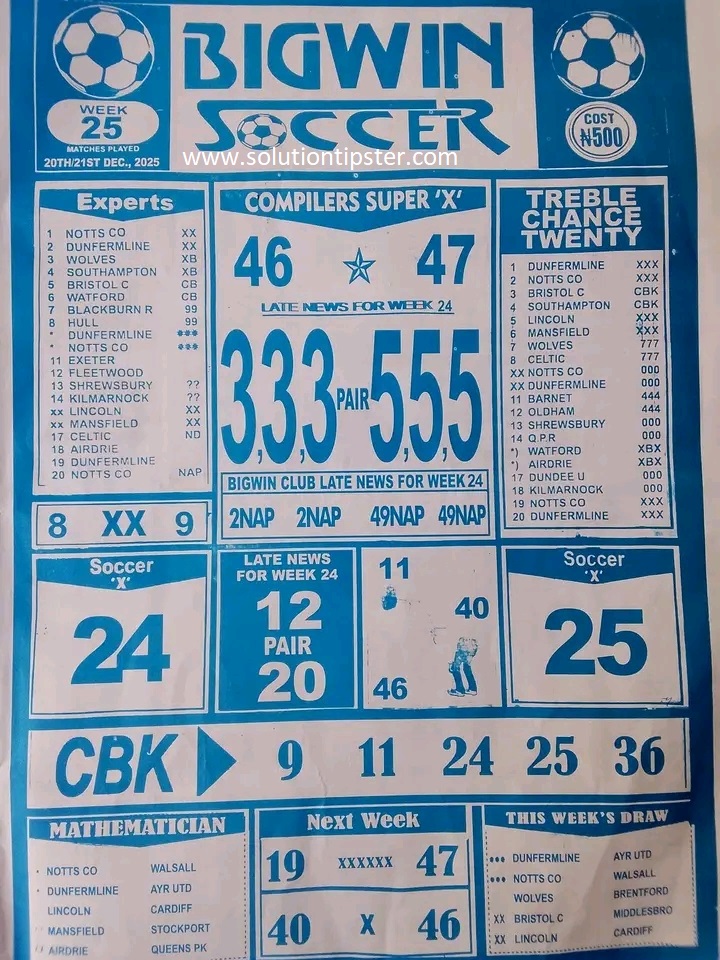 BIGWIN
SOCCER
WEEK
25
MATCHES PLAYED
20TH/21ST DEC., 2025
COST
₦500
www.solutiontipster.com
Experts
1 NOTTS CO XX
2 DUNFERMLINE XX
3 WOLVES XB
4 SOUTHAMPTON XB
5 BRISTOL C CB
6 WATFORD CB
7 BLACKBURN R 99
8 HULL 99
* DUNFERMLINE ***
* NOTTS CO ***
11 EXETER
12 FLEETWOOD
13 SHREWSBURY ??
14 KILMARNOCK ??
xx LINCOLN XX
xx MANSFIELD XX
17 CELTIC ND
18 AIRDRIE
19 DUNFERMLINE
20 NOTTS CO NAP
8 XX 9
COMPILERS SUPER 'X'
46 47
LATE NEWS FOR WEEK 24
3,3,3 PAIR 5,5,5
BIGWIN CLUB LATE NEWS FOR WEEK 24
2NAP 2NAP 49NAP 49NAP
TREBLE
CHANCE
TWENTY
1 DUNFERMLINE XXX
2 NOTTS CO XXX
3 BRISTOL C CBK
4 SOUTHAMPTON CBK
5 LINCOLN XXX
6 MANSFIELD XXX
7 WOLVES 777
8 CELTIC 777
XX NOTTS CO 000
XX DUNFERMLINE 000
11 BARNET 444
12 OLDHAM 444
13 SHREWSBURY 000
14 Q.P.R 000
*) WATFORD XBX
*) AIRDRIE XBX
17 DUNDEE U 000
18 KILMARNOCK 000
19 NOTTS CO XXX
20 DUNFERMLINE XXX
Soccer
'X'
24
LATE NEWS
FOR WEEK 24
12
PAIR
20
11
40
46
Soccer
'X'
25
CBK 9 11 24 25 36
MATHEMATICIAN
NOTTS CO WALSALL
DUNFERMLINE AYR UTD
LINCOLN CARDIFF
MANSFIELD STOCKPORT
AIRDRIE QUEENS PK
Next Week
19 xxxxxx 47
40 X 46
THIS WEEK'S DRAW
••• DUNFERMLINE AYR UTD
••• NOTTS CO WALSALL
WOLVES BRENTFORD
XX BRISTOL C MIDDLESBRO
XX LINCOLN CARDIFF